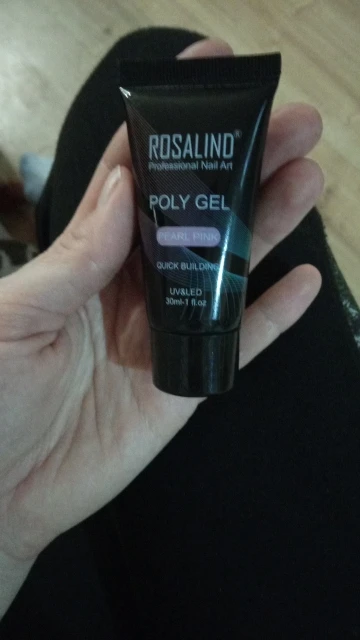 ROSALIND®
Professional Nail Art
POLY GEL
PEARL PINK
QUICK BUILDING
UV&LED
30ml-1 fl.oz